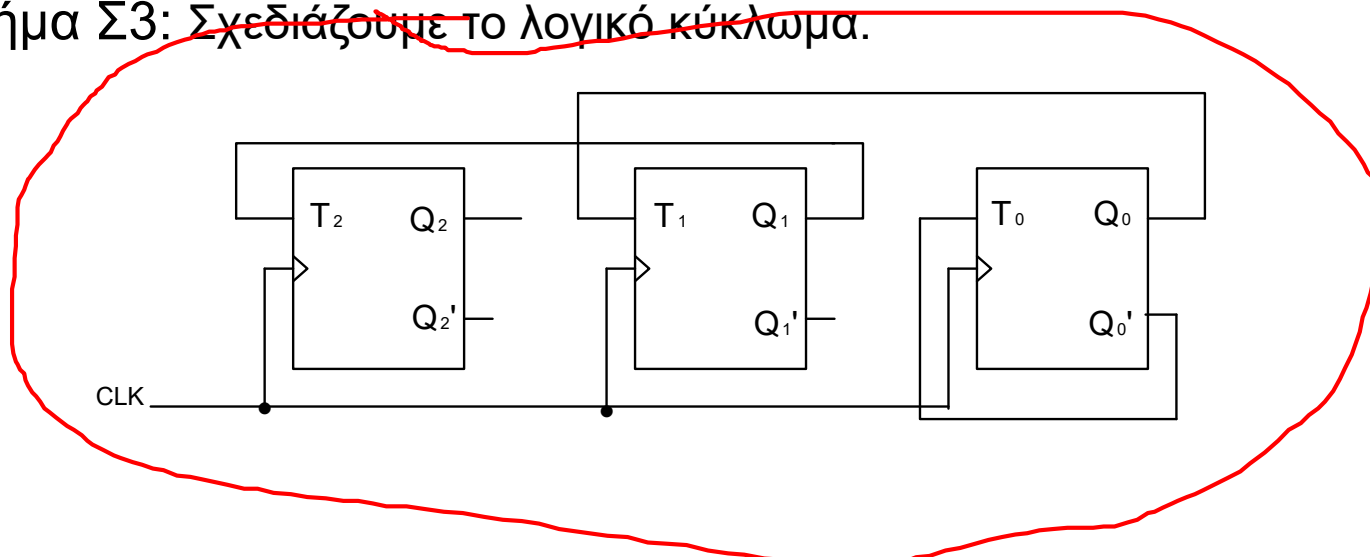 ήμα Σ3: Σχεδιάζουμε το λογικό κύκλωμα.
T₂ Q₂ T₁ Q₁ T₀ Q₀
Q₂' Q₁' Q₀'
CLK